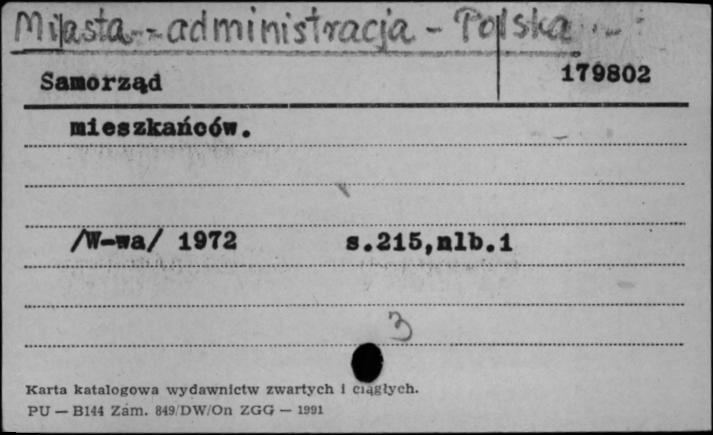 Miasta - administracja - Polska
Samorząd 179802
mieszkańców.
/W-wa/ 1972 s.215,nlb.1
3
Karta katalogowa wydawnictw zwartych i ciągłych.
PU — B144 Zam. 849/DW/On ZGG — 1991